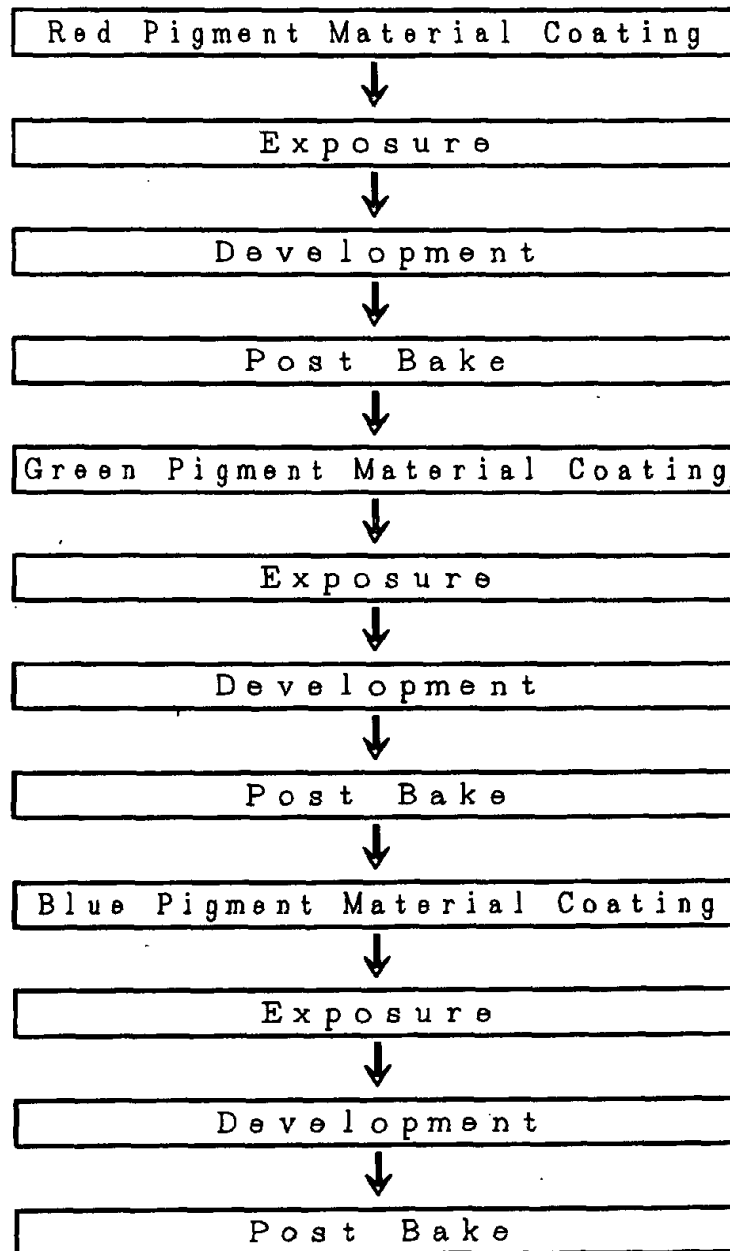 Red Pigment Material Coating
Exposure
Development
Post Bake
Green Pigment Material Coating
Exposure
Development
Post Bake
Blue Pigment Material Coating
Exposure
Development
Post Bake